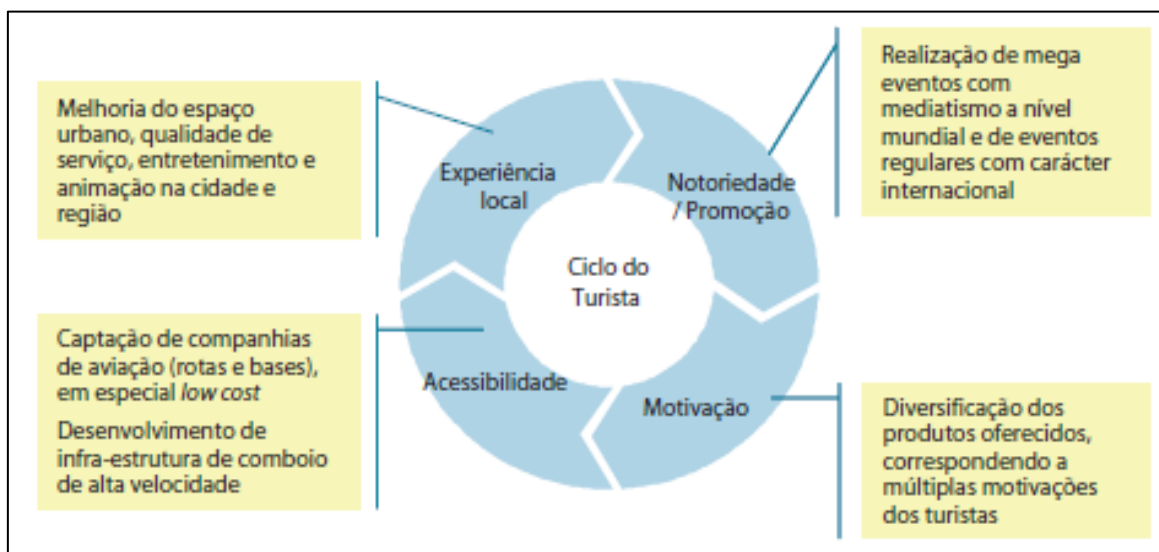 Melhoria do espaço
urbano, qualidade de
serviço, entretenimento e
animação na cidade e
região
Experiência
local
Realização de mega
eventos com
mediatismo a nível
mundial e de eventos
regulares com carácter
internacional
Notoriedade
/ Promoção
Ciclo do
Turista
Captação de companhias
de aviação (rotas e bases),
em especial low cost
Desenvolvimento de
infra-estrutura de comboio
de alta velocidade
Acessibilidade
Motivação
Diversificação dos
produtos oferecidos,
correspondendo a
múltiplas motivações
dos turistas